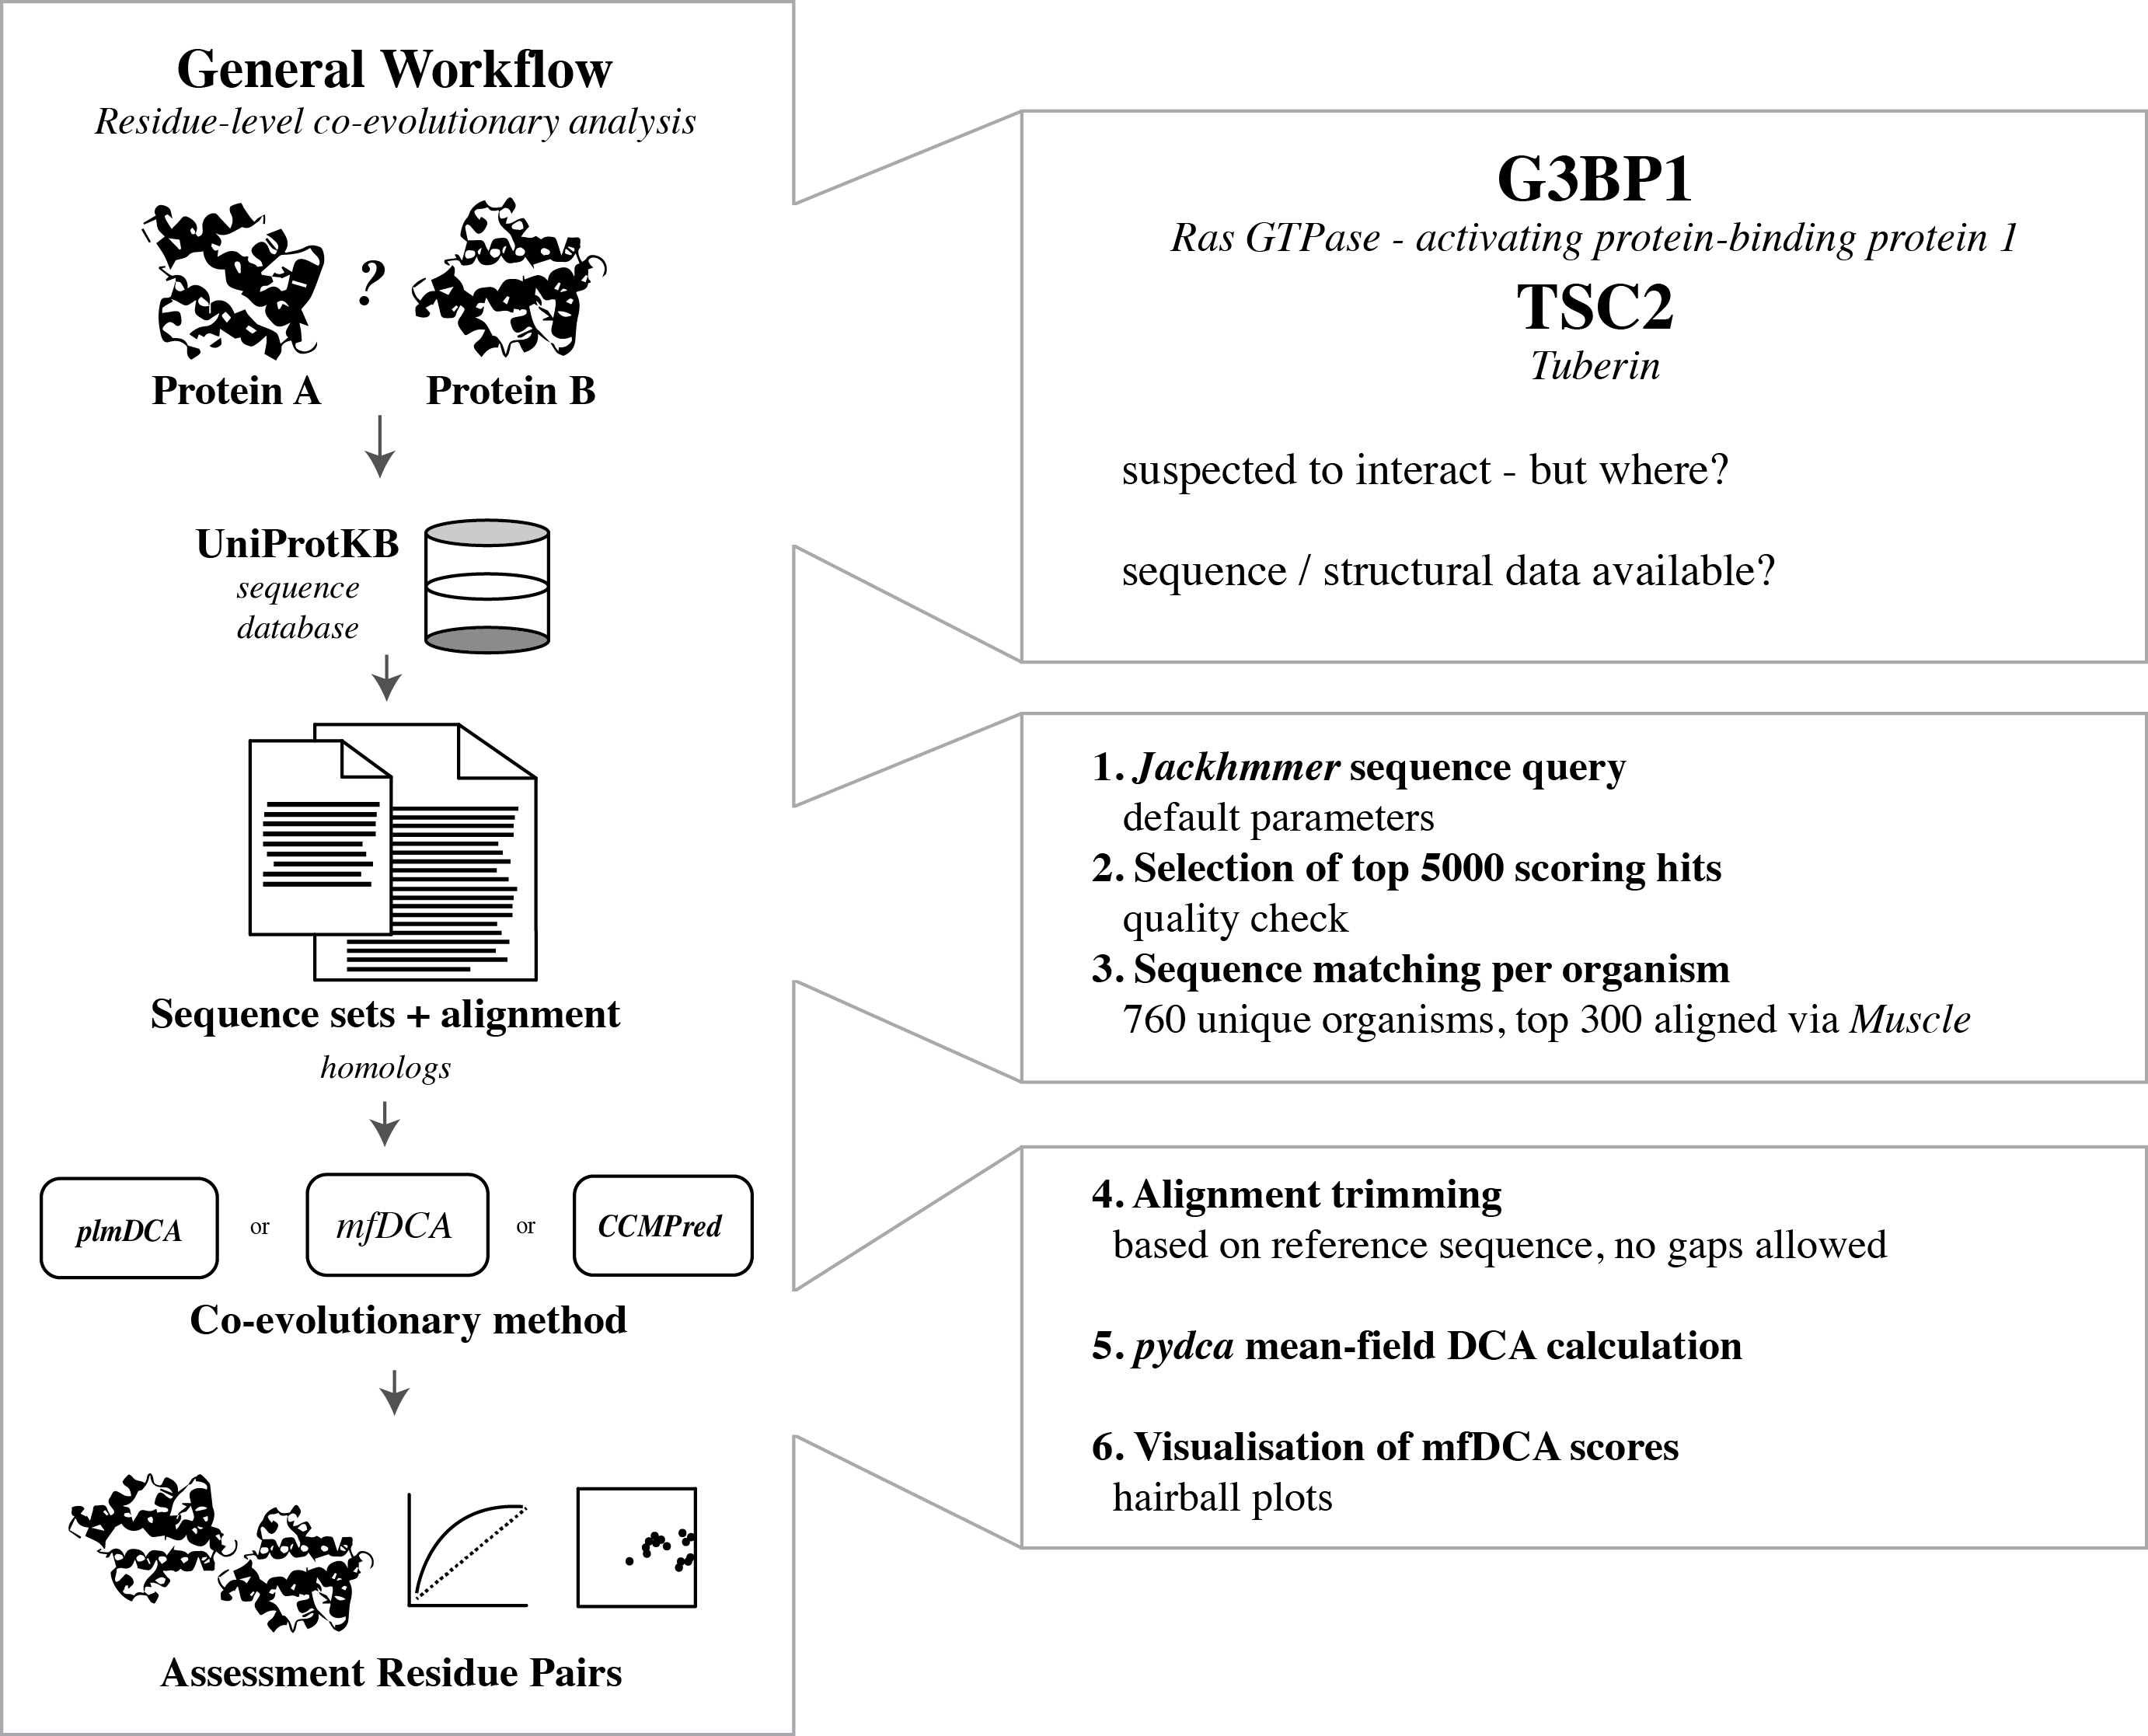 General Workflow
Residue-level co-evolutionary analysis
?
Protein A
Protein B
UniProtKB
sequence
database
Sequence sets + alignment
homologs
plmDCA
or
mfDCA
or
CCMPred
Co-evolutionary method
Assessment Residue Pairs
G3BP1
Ras GTPase - activating protein-binding protein 1
TSC2
Tuberin
suspected to interact - but where?
sequence / structural data available?
1. Jackhmmer sequence query
default parameters
2. Selection of top 5000 scoring hits
quality check
3. Sequence matching per organism
760 unique organisms, top 300 aligned via Muscle
4. Alignment trimming
based on reference sequence, no gaps allowed
5. pydca mean-field DCA calculation
6. Visualisation of mfDCA scores
hairball plots